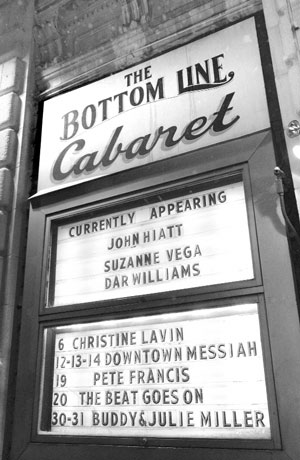 THE
BOTTOM LINE,
Cabaret
CURRENTLY APPEARING
JOHN HIATT
SUZANNE VEGA
DAR WILLIAMS
6 CHRISTINE LAVIN
12-13-14 DOWNTOWN MESSIAH
19 PETE FRANCIS
20 THE BEAT GOES ON
30-31 BUDDY&JULIE MILLER